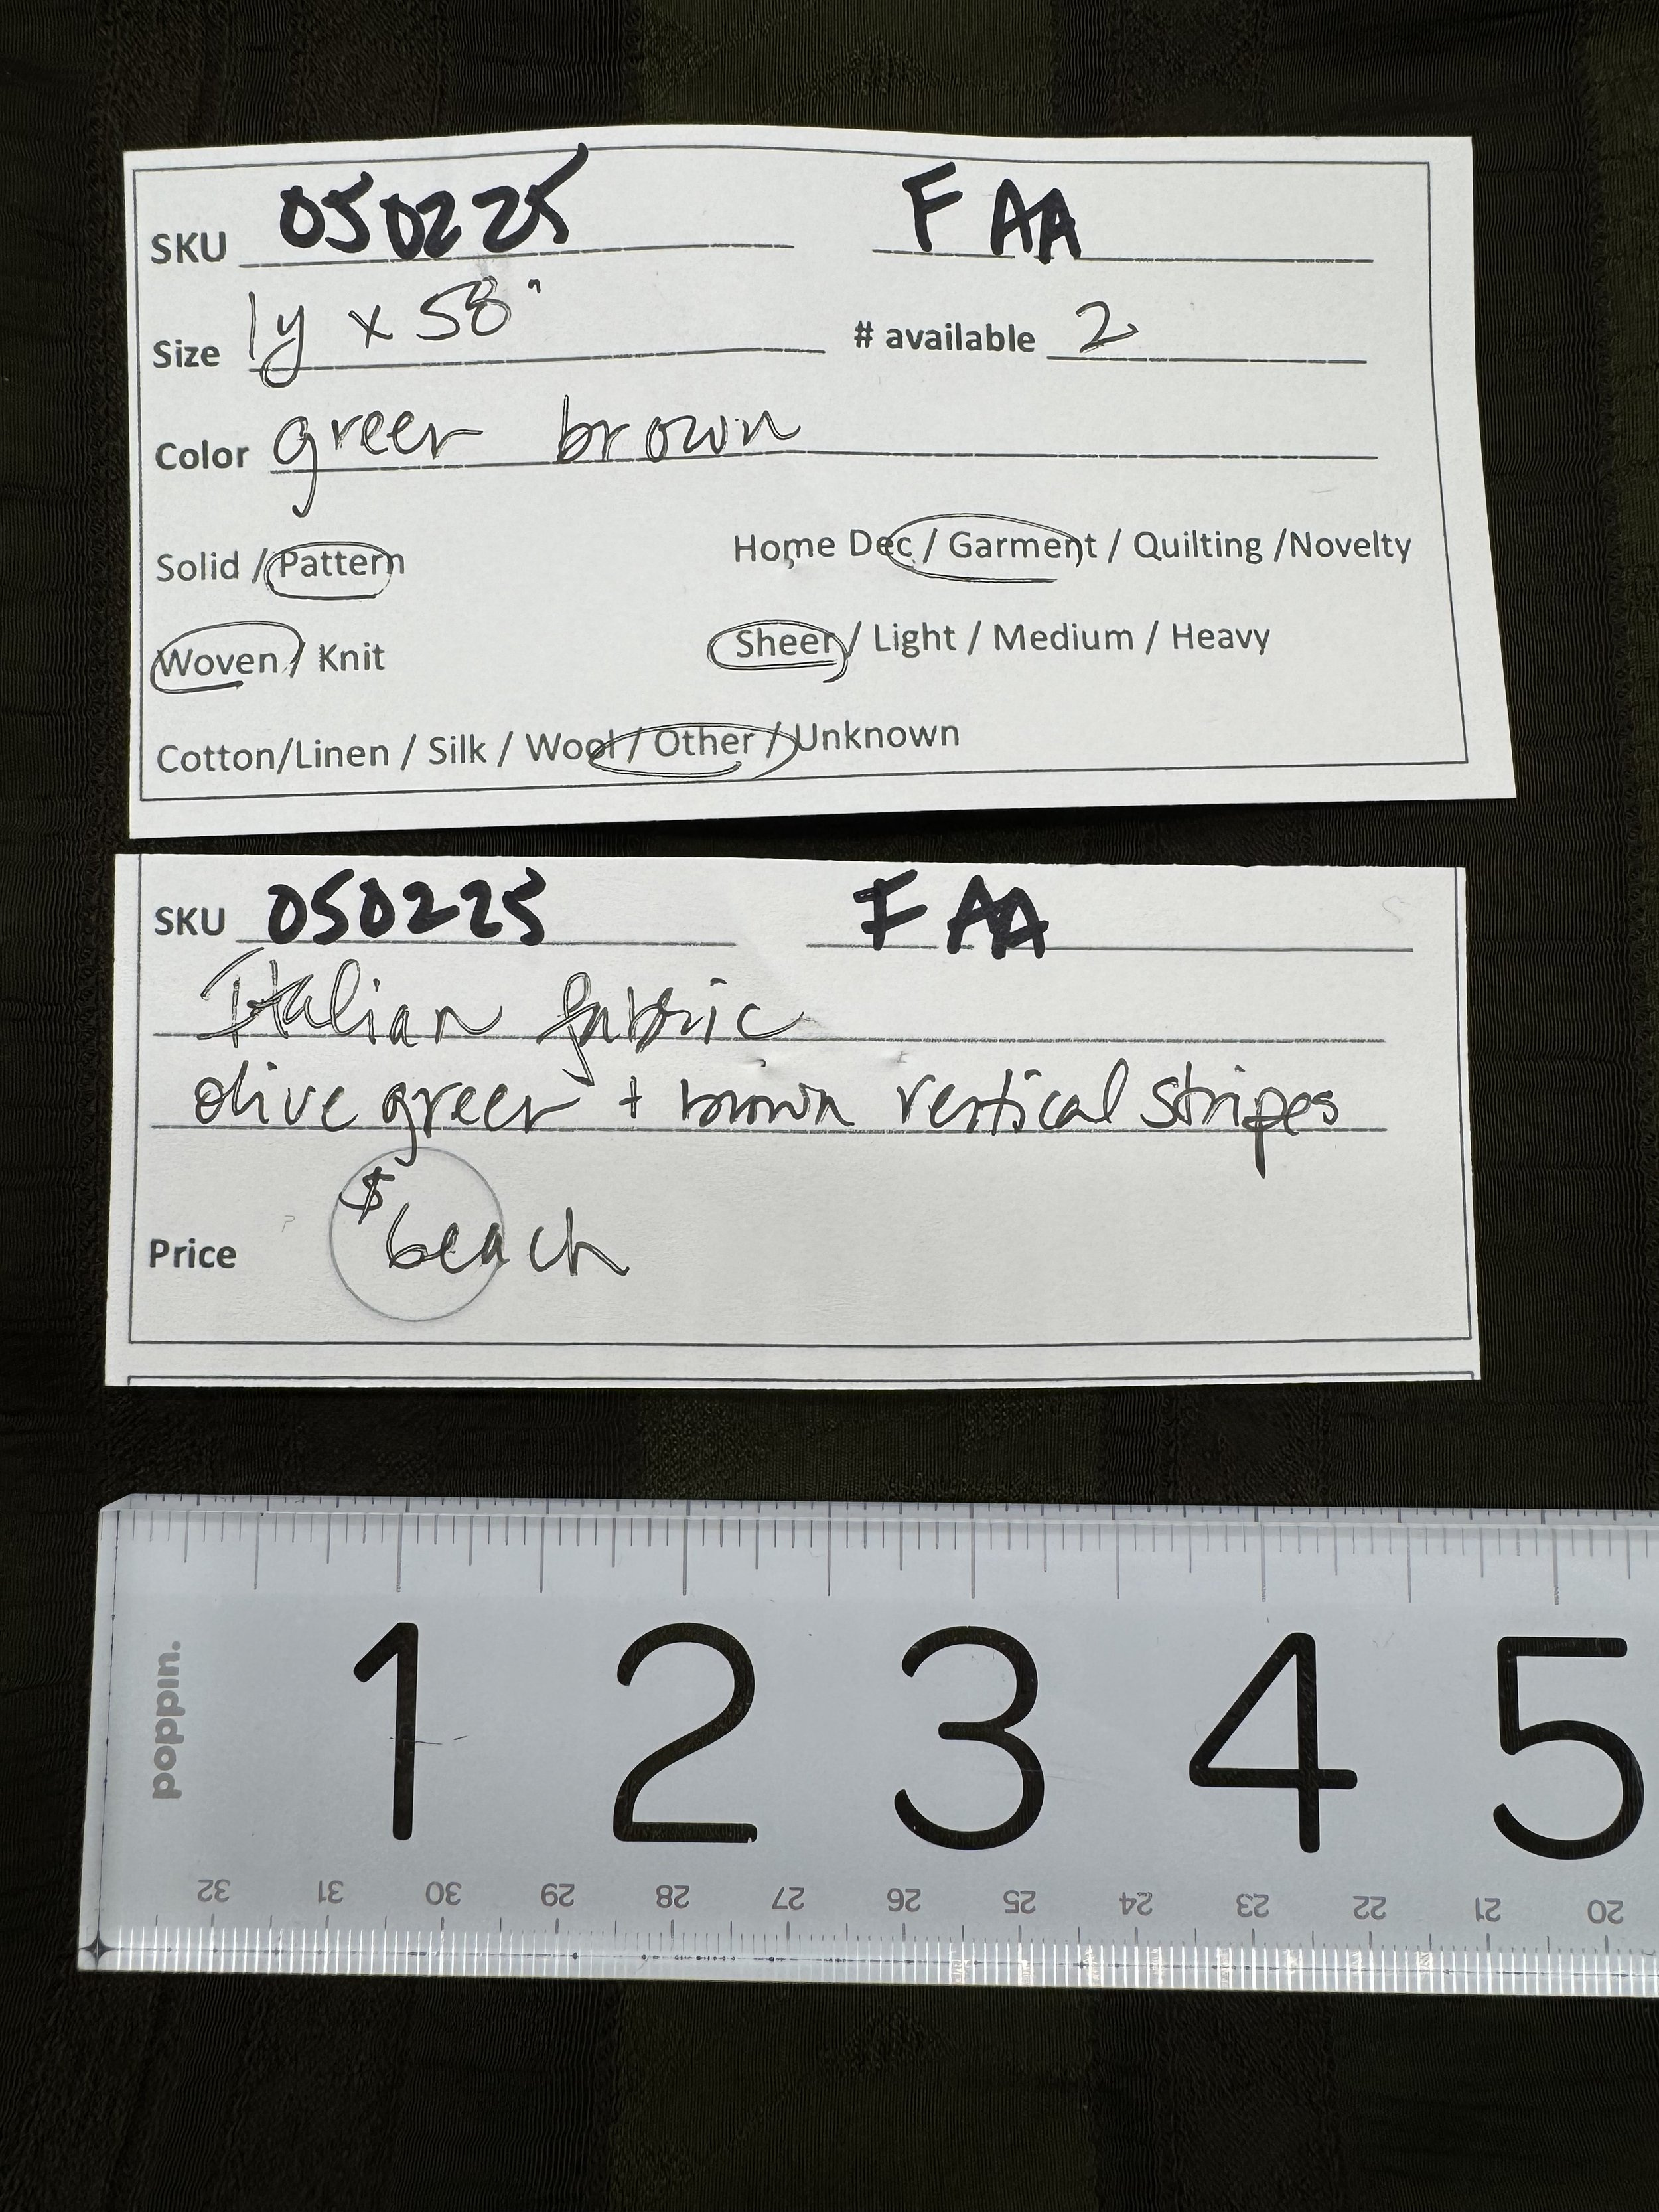 SKU 050225 F AA
Size 1y x 58" # available 2
Color green brown
Solid / Pattern Home Dec / Garment / Quilting /Novelty
Woven / Knit Sheer / Light / Medium / Heavy
Cotton/Linen / Silk / Wool / Other / Unknown
SKU 050225 F AA
Italian fabric
olive green + brown vertical stripes
Price $6 each
poppin.
1 2 3 4 5
32 31 30 29 28 27 26 25 24 23 22 21 20